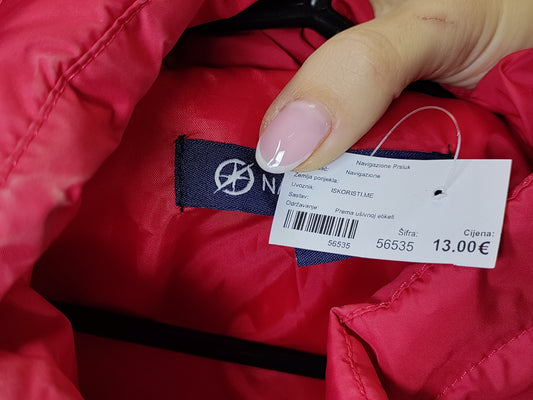 NA
Navigazione Prsluk
Zemlja porijekla: Navigazione
Uvoznik: ISKORISTI.ME
Sastav:
Održavanje: Prema ušivnoj etiketi
56535
Šifra: 56535
Cijena: 13.00€